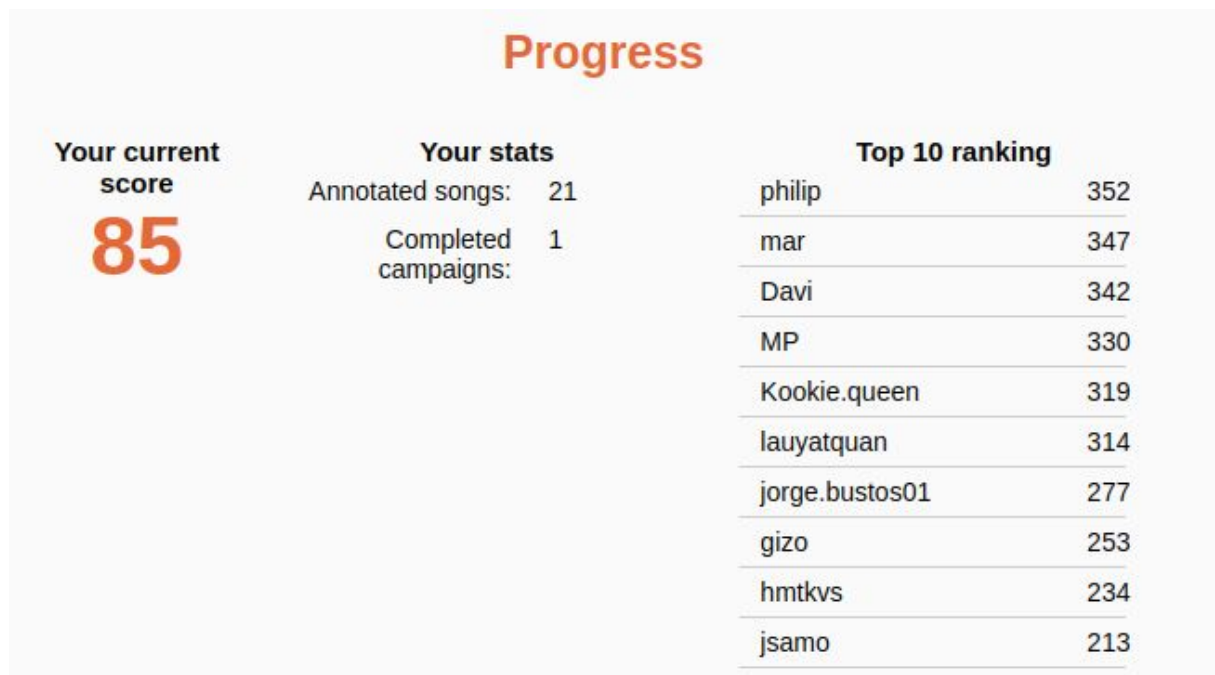 Progress
Your current
score
85
Your stats
Annotated songs: 21
Completed 1
campaigns:
Top 10 ranking
philip 352
mar 347
Davi 342
MP 330
Kookie.queen 319
lauyatquan 314
jorge.bustos01 277
gizo 253
hmtkvs 234
jsamo 213